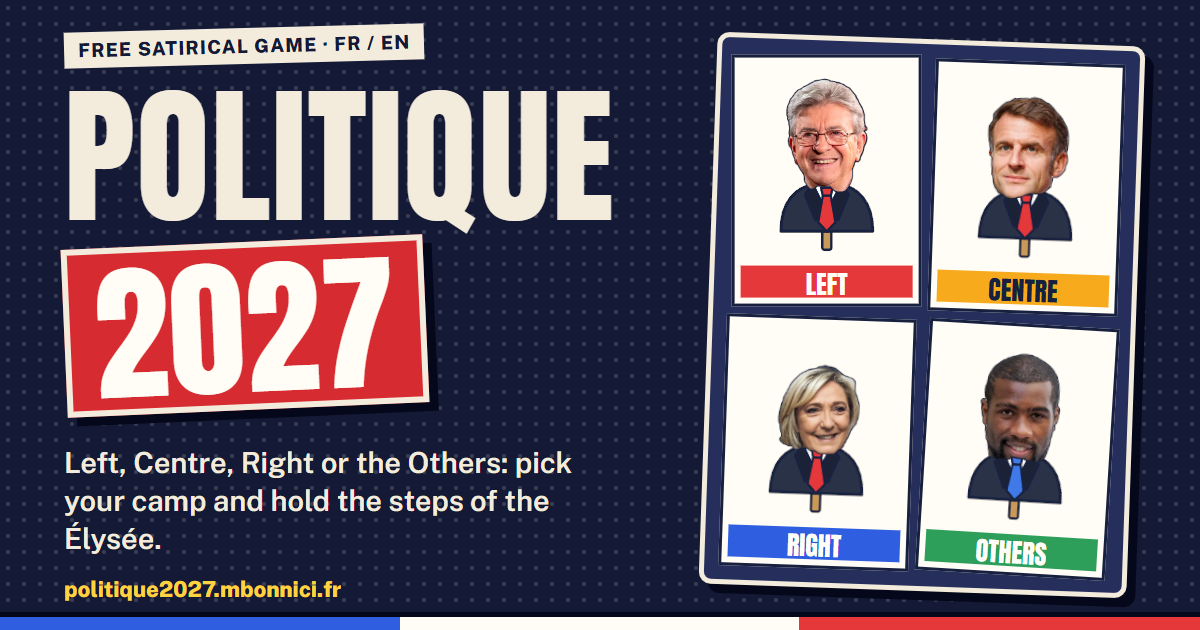 FREE SATIRICAL GAME · FR / EN
POLITIQUE
2027
Left, Centre, Right or the Others: pick
your camp and hold the steps of the
Élysée.
politique2027.mbonnici.fr
LEFT
CENTRE
RIGHT
OTHERS